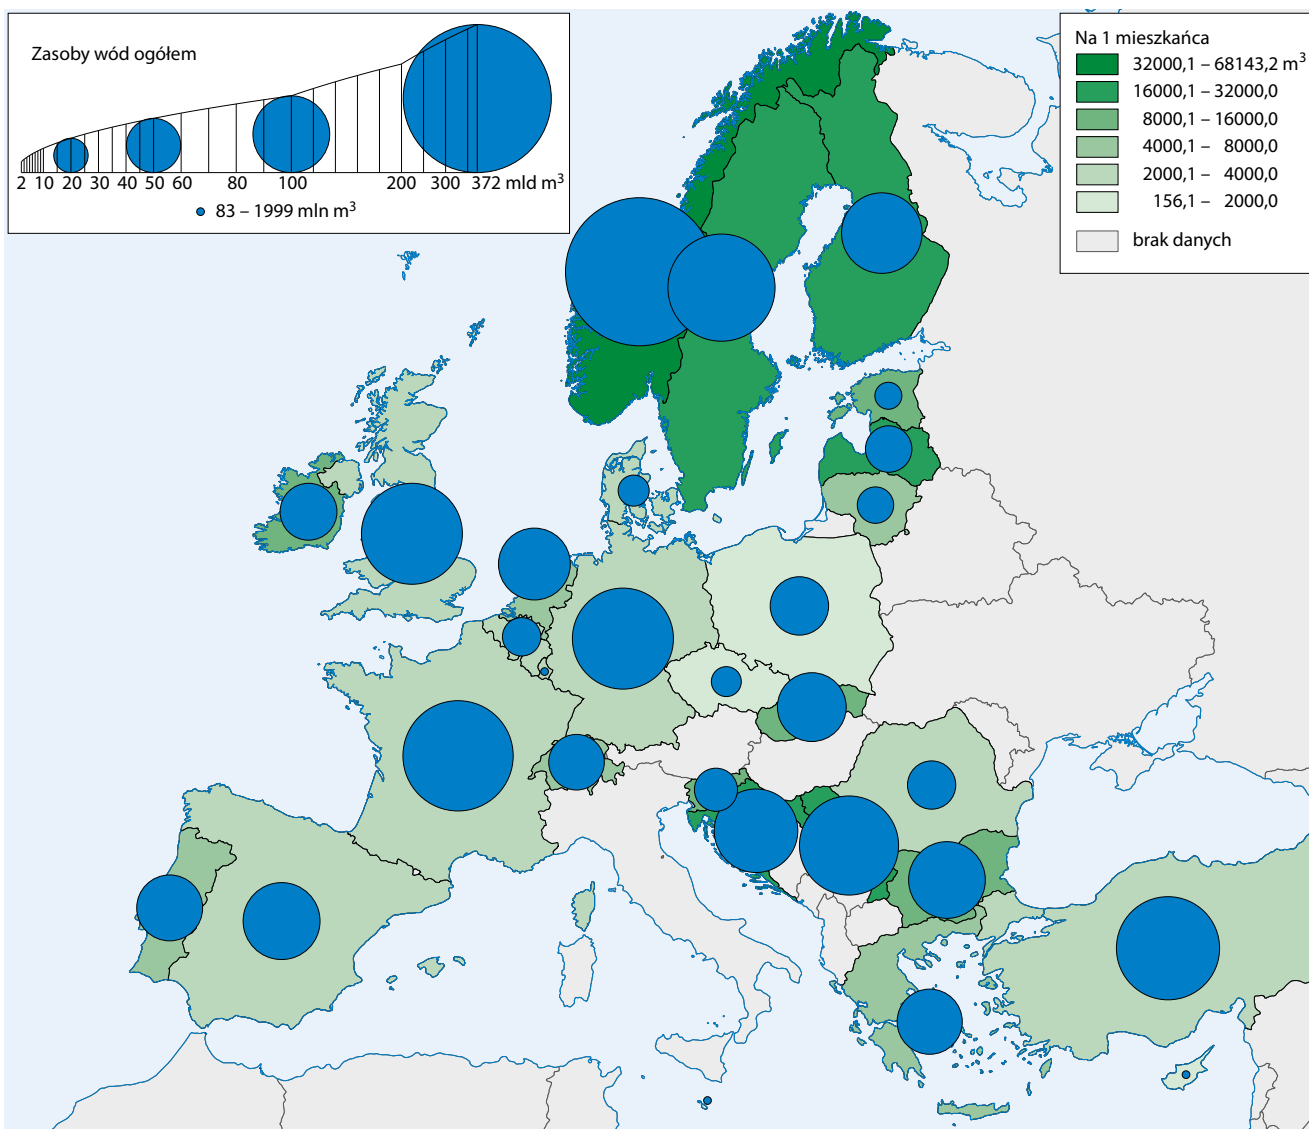 Zasoby wód ogółem
2 10 20 30 40 50 60 80 100 200 300 372 mld m³
83 – 1999 mln m³
Na 1 mieszkańca
32000,1 – 68143,2 m³
16000,1 – 32000,0
8000,1 – 16000,0
4000,1 – 8000,0
2000,1 – 4000,0
156,1 – 2000,0
brak danych